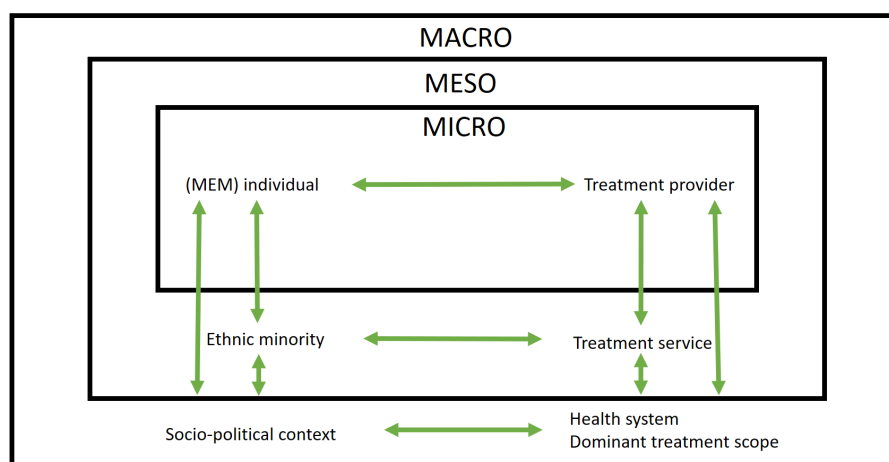 MACRO
MESO
MICRO
(MEM) individual
Treatment provider
Ethnic minority
Treatment service
Socio-political context
Health system
Dominant treatment scope